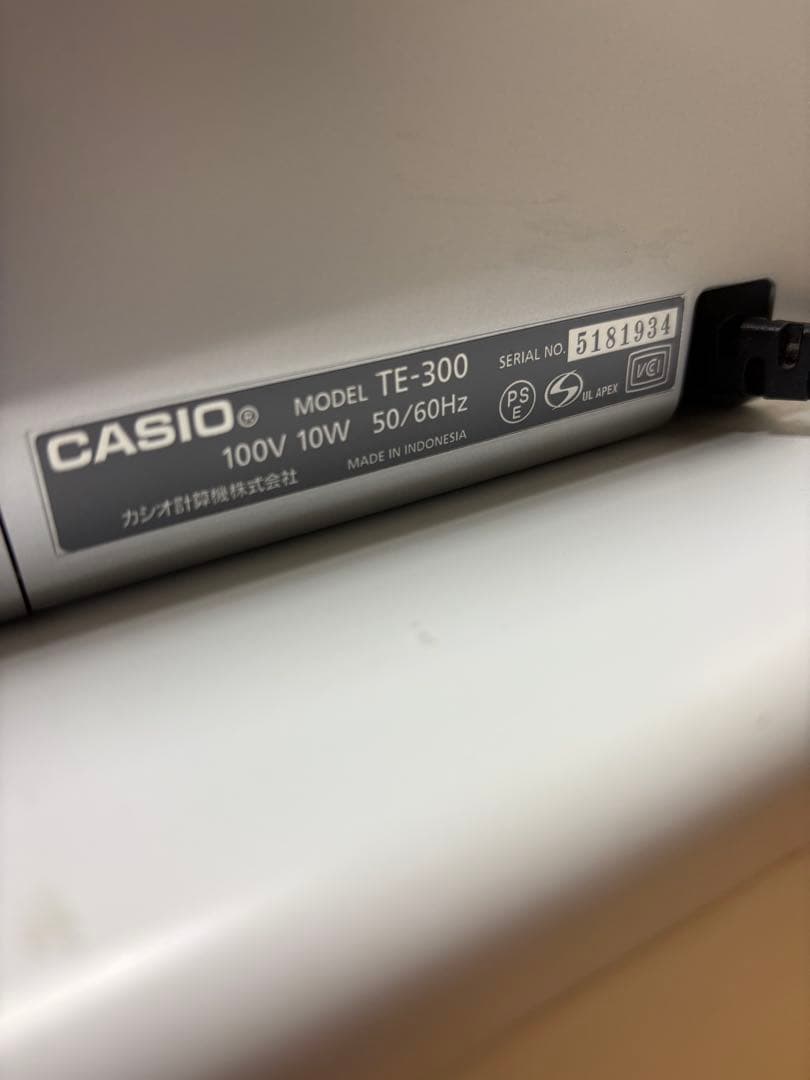 CASIO® MODEL TE-300 SERIAL NO. 5181934
100V 10W 50/60Hz PS E UL APEX VCI
カシオ計算機株式会社 MADE IN INDONESIA